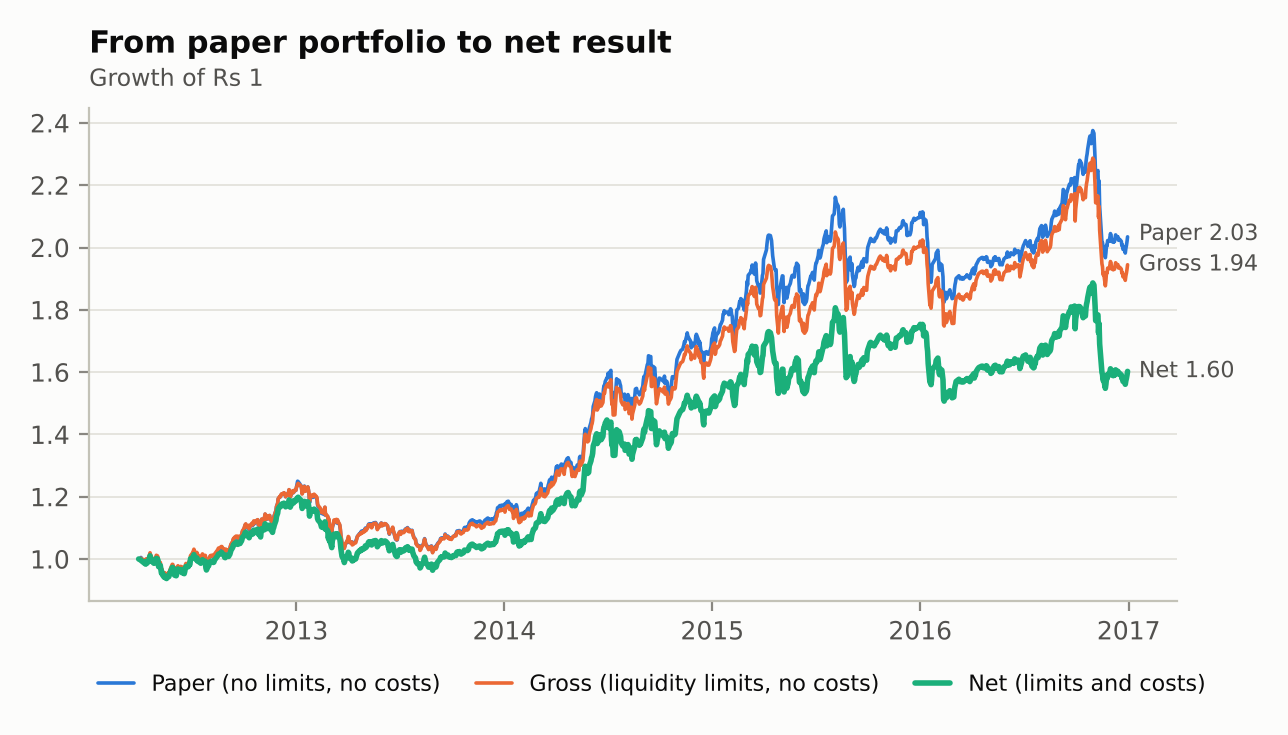 From paper portfolio to net result
Growth of Rs 1
2.4
2.2
2.0
1.8
1.6
1.4
1.2
1.0
Paper 2.03
Gross 1.94
Net 1.60
2013 2014 2015 2016 2017
Paper (no limits, no costs) Gross (liquidity limits, no costs) Net (limits and costs)